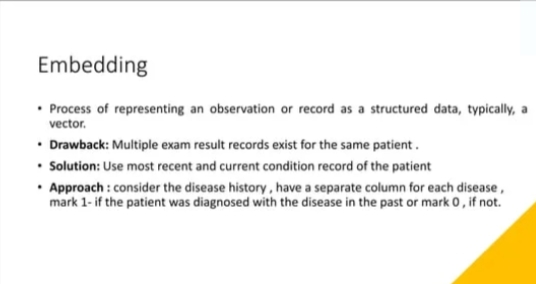 Embedding
• Process of representing an observation or record as a structured data, typically, a
vector.
• Drawback: Multiple exam result records exist for the same patient .
• Solution: Use most recent and current condition record of the patient
• Approach : consider the disease history , have a separate column for each disease ,
mark 1- if the patient was diagnosed with the disease in the past or mark 0 , if not.